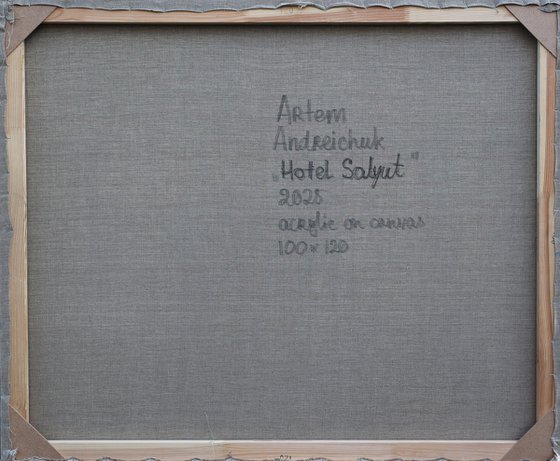 Artem
Andreichuk
„Hotel Salyut"
2025
acrylic on canvas
100 x 120